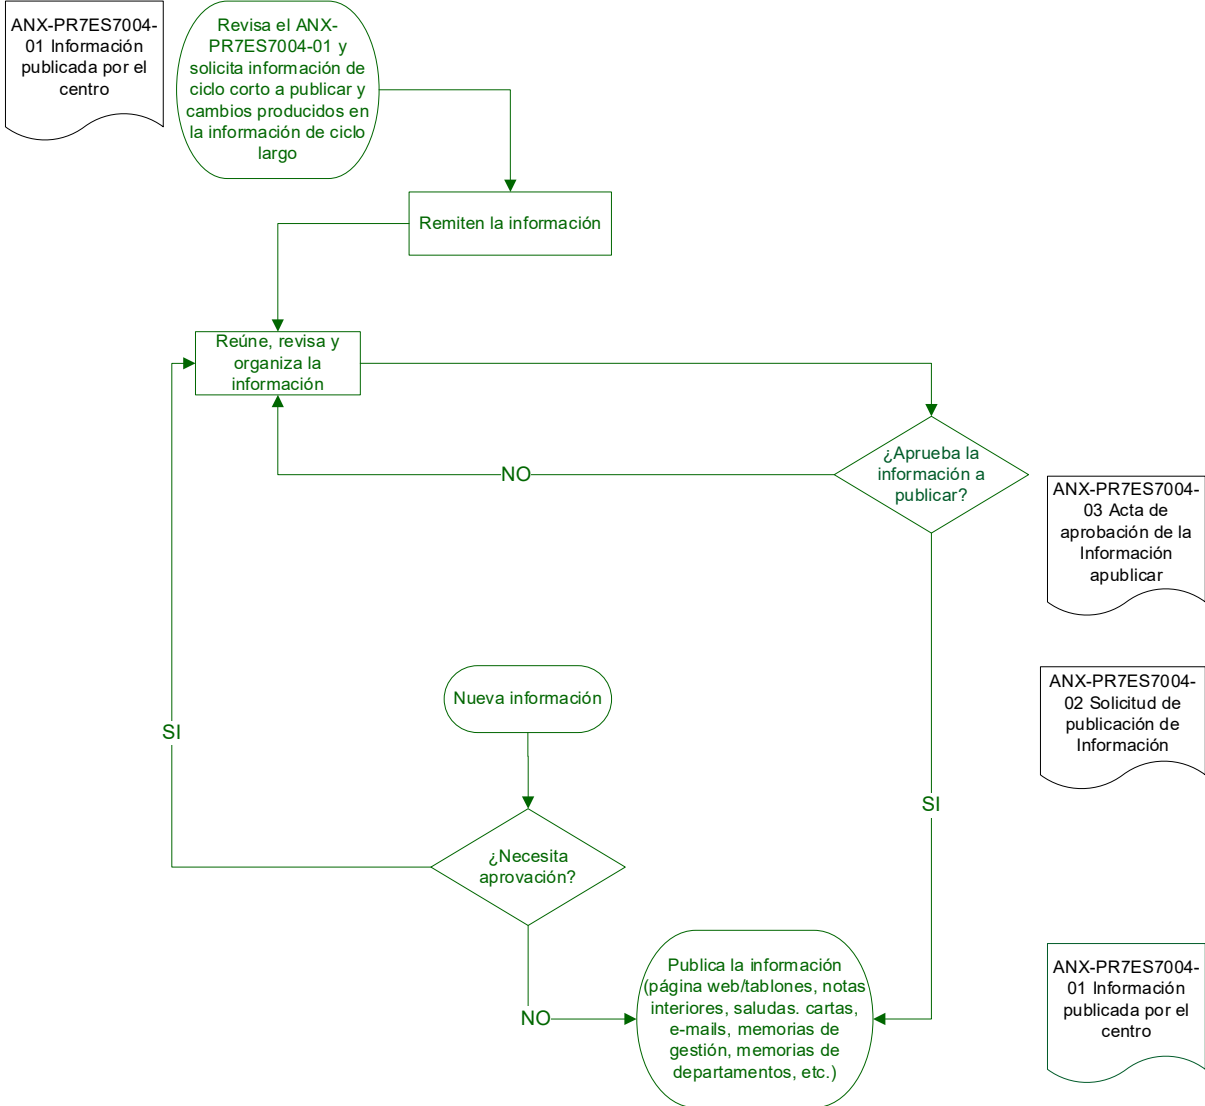 ANX-PR7ES7004-
01 Información
publicada por el
centro
Revisa el ANX-
PR7ES7004-01 y
solicita información de
ciclo corto a publicar y
cambios producidos en
la información de ciclo
largo
Remiten la información
Reúne, revisa y
organiza la
información
¿Aprueba la
información a
publicar?
NO
ANX-PR7ES7004-
03 Acta de
aprobación de la
Información
apublicar
Nueva información
ANX-PR7ES7004-
02 Solicitud de
publicación de
Información
SI
SI
¿Necesita
aprovación?
NO
Publica la información
(página web/tablones, notas
interiores, saludas. cartas,
e-mails, memorias de
gestión, memorias de
departamentos, etc.)
ANX-PR7ES7004-
01 Información
publicada por el
centro